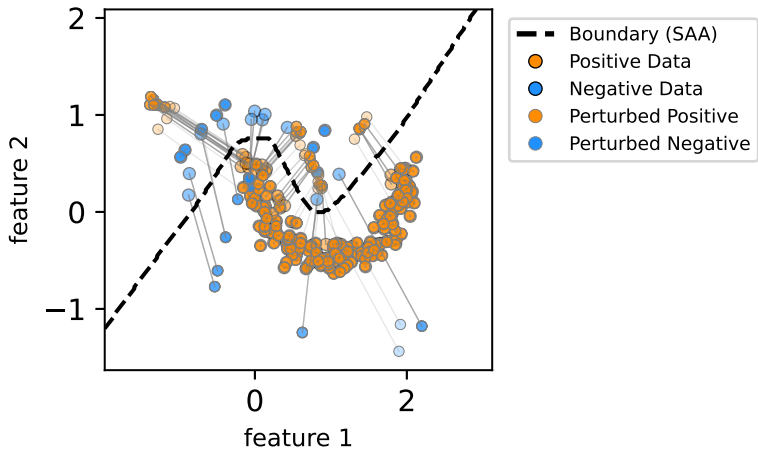 2
1
0
−1
feature 2
0
2
feature 1
Boundary (SAA)
Positive Data
Negative Data
Perturbed Positive
Perturbed Negative